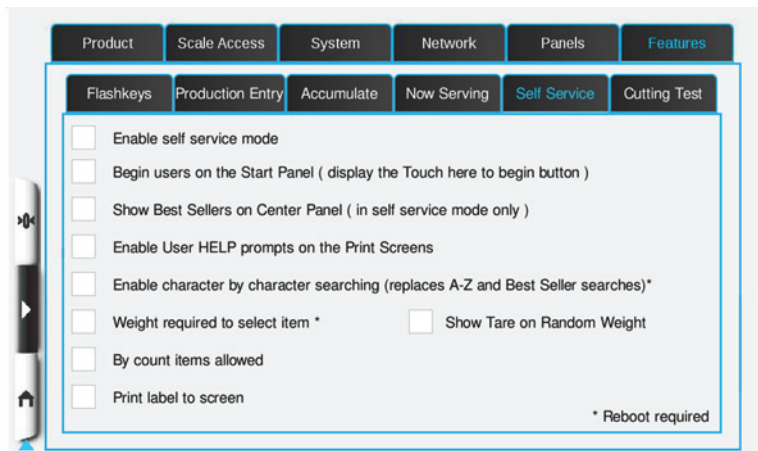 Product Scale Access System Network Panels Features
Flashkeys Production Entry Accumulate Now Serving Self Service Cutting Test
Enable self service mode
Begin users on the Start Panel ( display the Touch here to begin button )
Show Best Sellers on Center Panel ( in self service mode only )
Enable User HELP prompts on the Print Screens
Enable character by character searching (replaces A-Z and Best Seller searches)*
Weight required to select item * Show Tare on Random Weight
By count items allowed
Print label to screen
* Reboot required
>0<